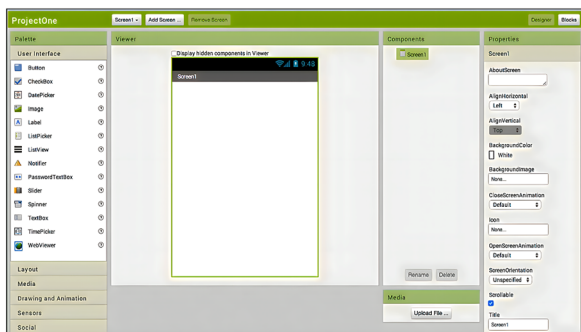 ProjectOne
Screen1
Add Screen ...
Remove Screen
Designer
Blocks
Palette
User Interface
Button
CheckBox
DatePicker
Image
Label
ListPicker
ListView
Notifier
PasswordTextBox
Slider
Spinner
TextBox
TimePicker
WebViewer
Layout
Media
Drawing and Animation
Sensors
Social
Viewer
Display hidden components in Viewer
9:48
Screen1
Components
Screen1
Rename
Delete
Media
Upload File ...
Properties
Screen1
AboutScreen
AlignHorizontal
Left
AlignVertical
Top
BackgroundColor
White
BackgroundImage
None...
CloseScreenAnimation
Default
Icon
None...
OpenScreenAnimation
Default
ScreenOrientation
Unspecified
Scrollable
Title
Screen1